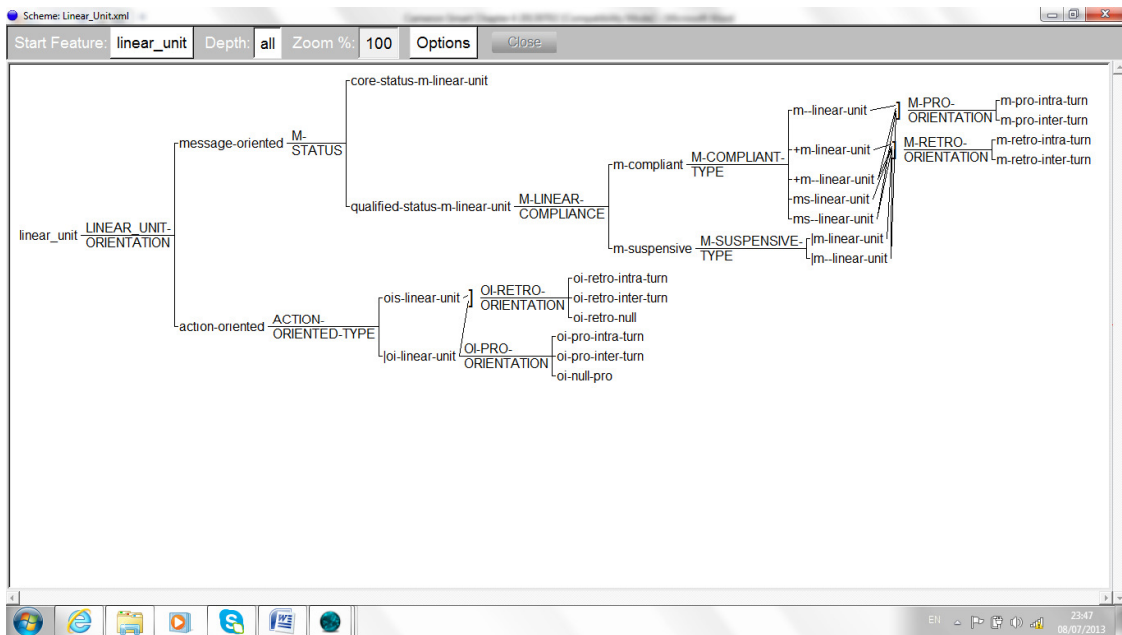 Scheme: Linear_Unit.xml
Start Feature: linear_unit Depth: all Zoom %: 100 Options Close
core-status-m-linear-unit
message-oriented M-STATUS
m--linear-unit M-PRO-ORIENTATION m-pro-intra-turn
m-pro-inter-turn
+m-linear-unit M-RETRO-ORIENTATION m-retro-intra-turn
m-retro-inter-turn
m-compliant M-COMPLIANT-TYPE
+m--linear-unit
ms-linear-unit
qualified-status-m-linear-unit M-LINEAR-COMPLIANCE
ms--linear-unit
linear_unit LINEAR_UNIT-ORIENTATION
m-suspensive M-SUSPENSIVE-TYPE |m-linear-unit
|m--linear-unit
ois-linear-unit OI-RETRO-ORIENTATION oi-retro-intra-turn
oi-retro-inter-turn
oi-retro-null
action-oriented ACTION-ORIENTED-TYPE
|oi-linear-unit OI-PRO-ORIENTATION oi-pro-intra-turn
oi-pro-inter-turn
oi-null-pro
EN 23:47
08/07/2013